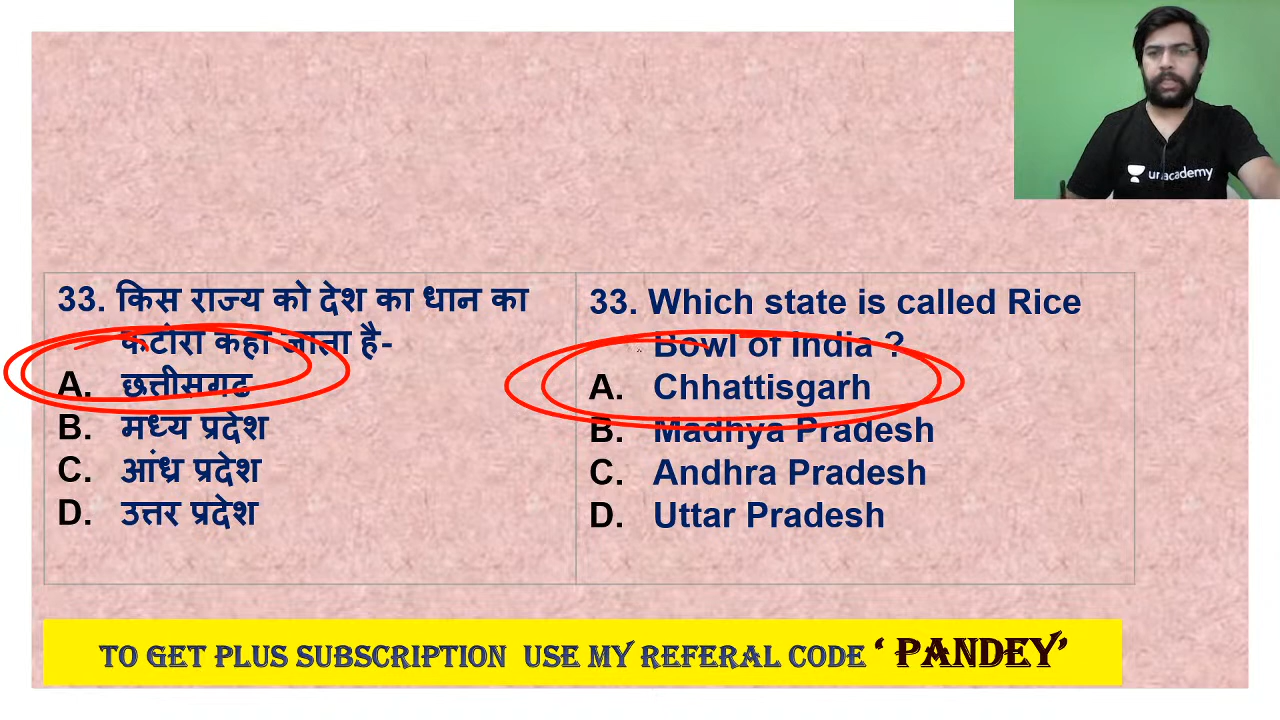 33. किस राज्य को देश का धान का
कटोरा कहा जाता है-
A. छत्तीसगढ
B. मध्य प्रदेश
C. आंध्र प्रदेश
D. उत्तर प्रदेश
33. Which state is called Rice
Bowl of India ?
A. Chhattisgarh
B. Madhya Pradesh
C. Andhra Pradesh
D. Uttar Pradesh
unacademy
TO GET PLUS SUBSCRIPTION USE MY REFERAL CODE ‘ PANDEY’